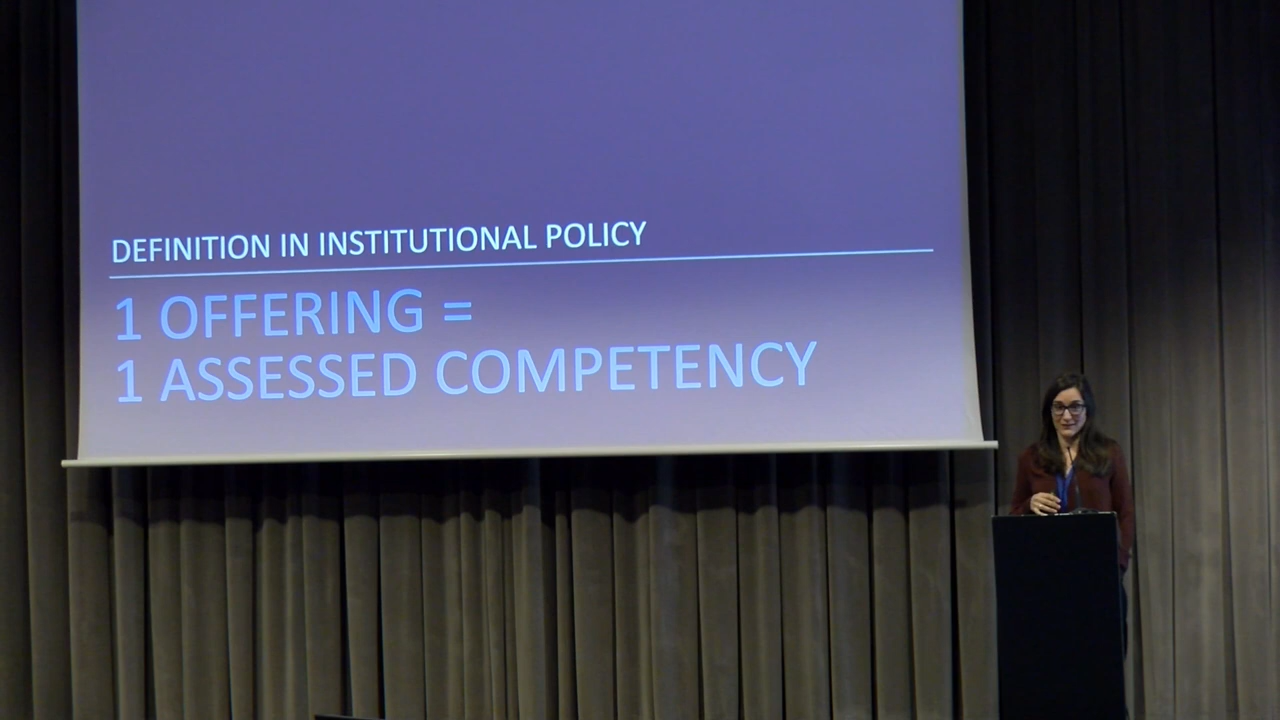 DEFINITION IN INSTITUTIONAL POLICY
1 OFFERING =
1 ASSESSED COMPETENCY